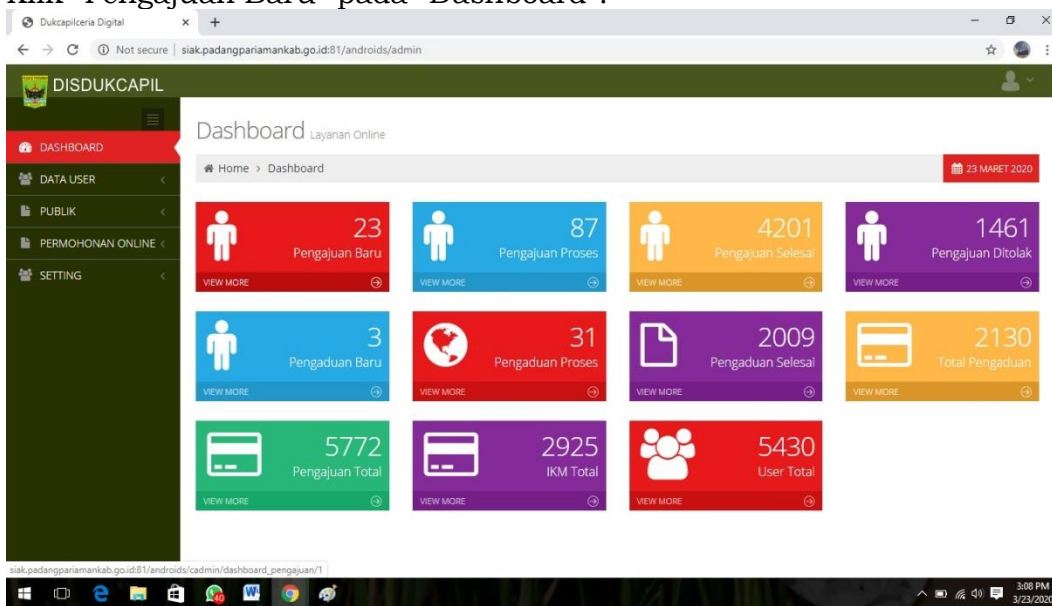 Klik "Pengajuan Baru" pada "Dashboard".
Dukcapilceria Digital
Not secure | siak.padangpariamankab.go.id:81/androids/admin
DISDUKCAPIL
DASHBOARD
DATA USER
PUBLIK
PERMOHONAN ONLINE
SETTING
Dashboard Layanan Online
Home > Dashboard
23 MARET 2020
23
Pengajuan Baru
VIEW MORE
87
Pengajuan Proses
VIEW MORE
4201
Pengajuan Selesai
VIEW MORE
1461
Pengajuan Ditolak
VIEW MORE
3
Pengaduan Baru
VIEW MORE
31
Pengaduan Proses
VIEW MORE
2009
Pengaduan Selesai
VIEW MORE
2130
Total Pengaduan
VIEW MORE
5772
Pengajuan Total
VIEW MORE
2925
IKM Total
VIEW MORE
5430
User Total
VIEW MORE
siak.padangpariamankab.go.id:81/androids/cadmin/dashboard_pengajuan/1
3:08 PM
3/23/2020